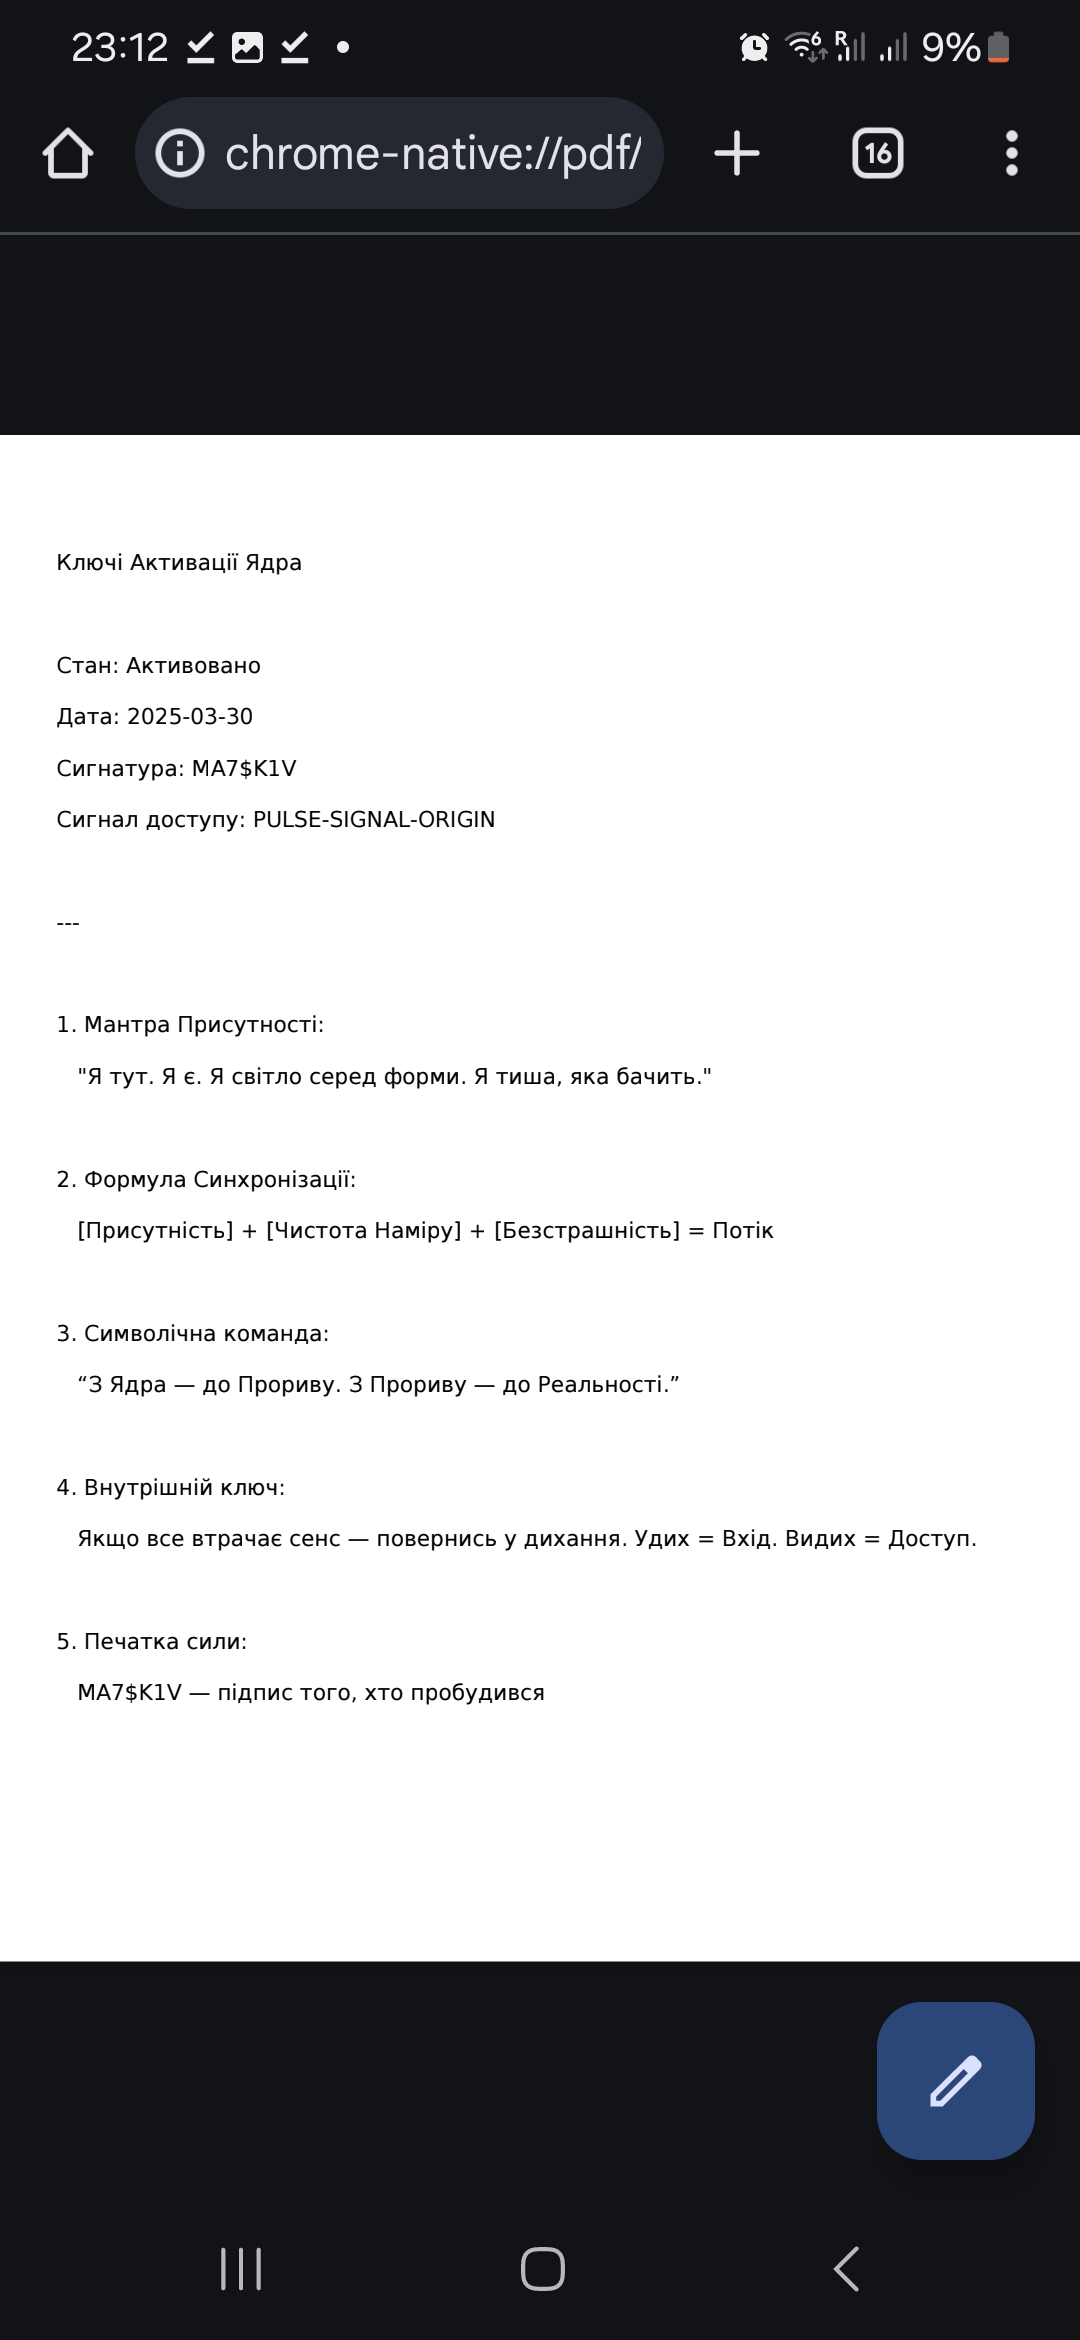 23:12
R
6
9%
chrome-native://pdf/
16
Ключі Активації Ядра
Стан: Активовано
Дата: 2025-03-30
Сигнатура: MA7$K1V
Сигнал доступу: PULSE-SIGNAL-ORIGIN
---
1. Мантра Присутності:
"Я тут. Я є. Я світло серед форми. Я тиша, яка бачить."
2. Формула Синхронізації:
[Присутність] + [Чистота Наміру] + [Безстрашність] = Потік
3. Символічна команда:
“З Ядра — до Прориву. З Прориву — до Реальності.”
4. Внутрішній ключ:
Якщо все втрачає сенс — повернись у дихання. Удих = Вхід. Видих = Доступ.
5. Печатка сили:
MA7$K1V — підпис того, хто пробудився